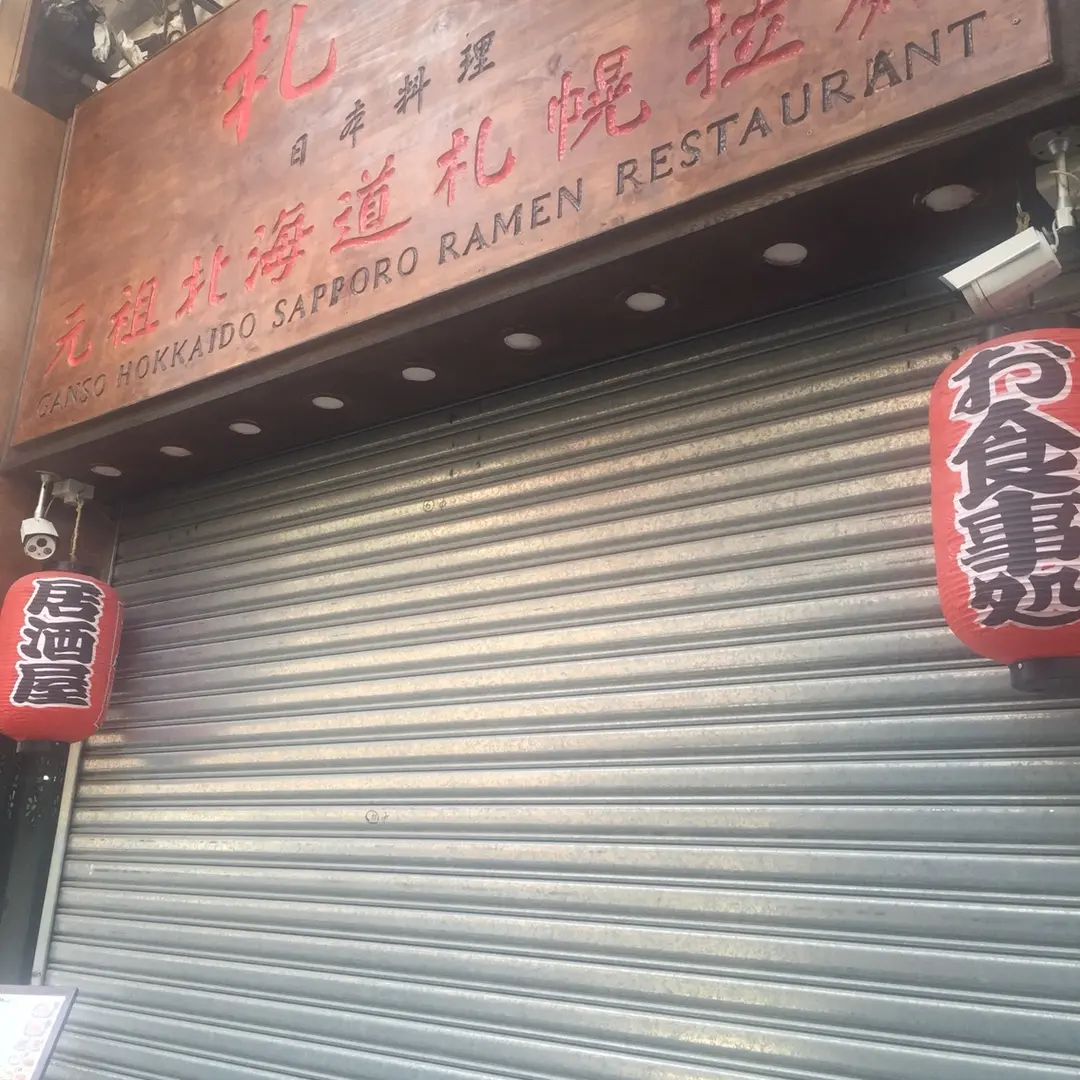 札
日本料理
元祖北海道札幌拉
GANSO HOKKAIDO SAPPORO RAMEN RESTAURANT
居酒屋
お食事処